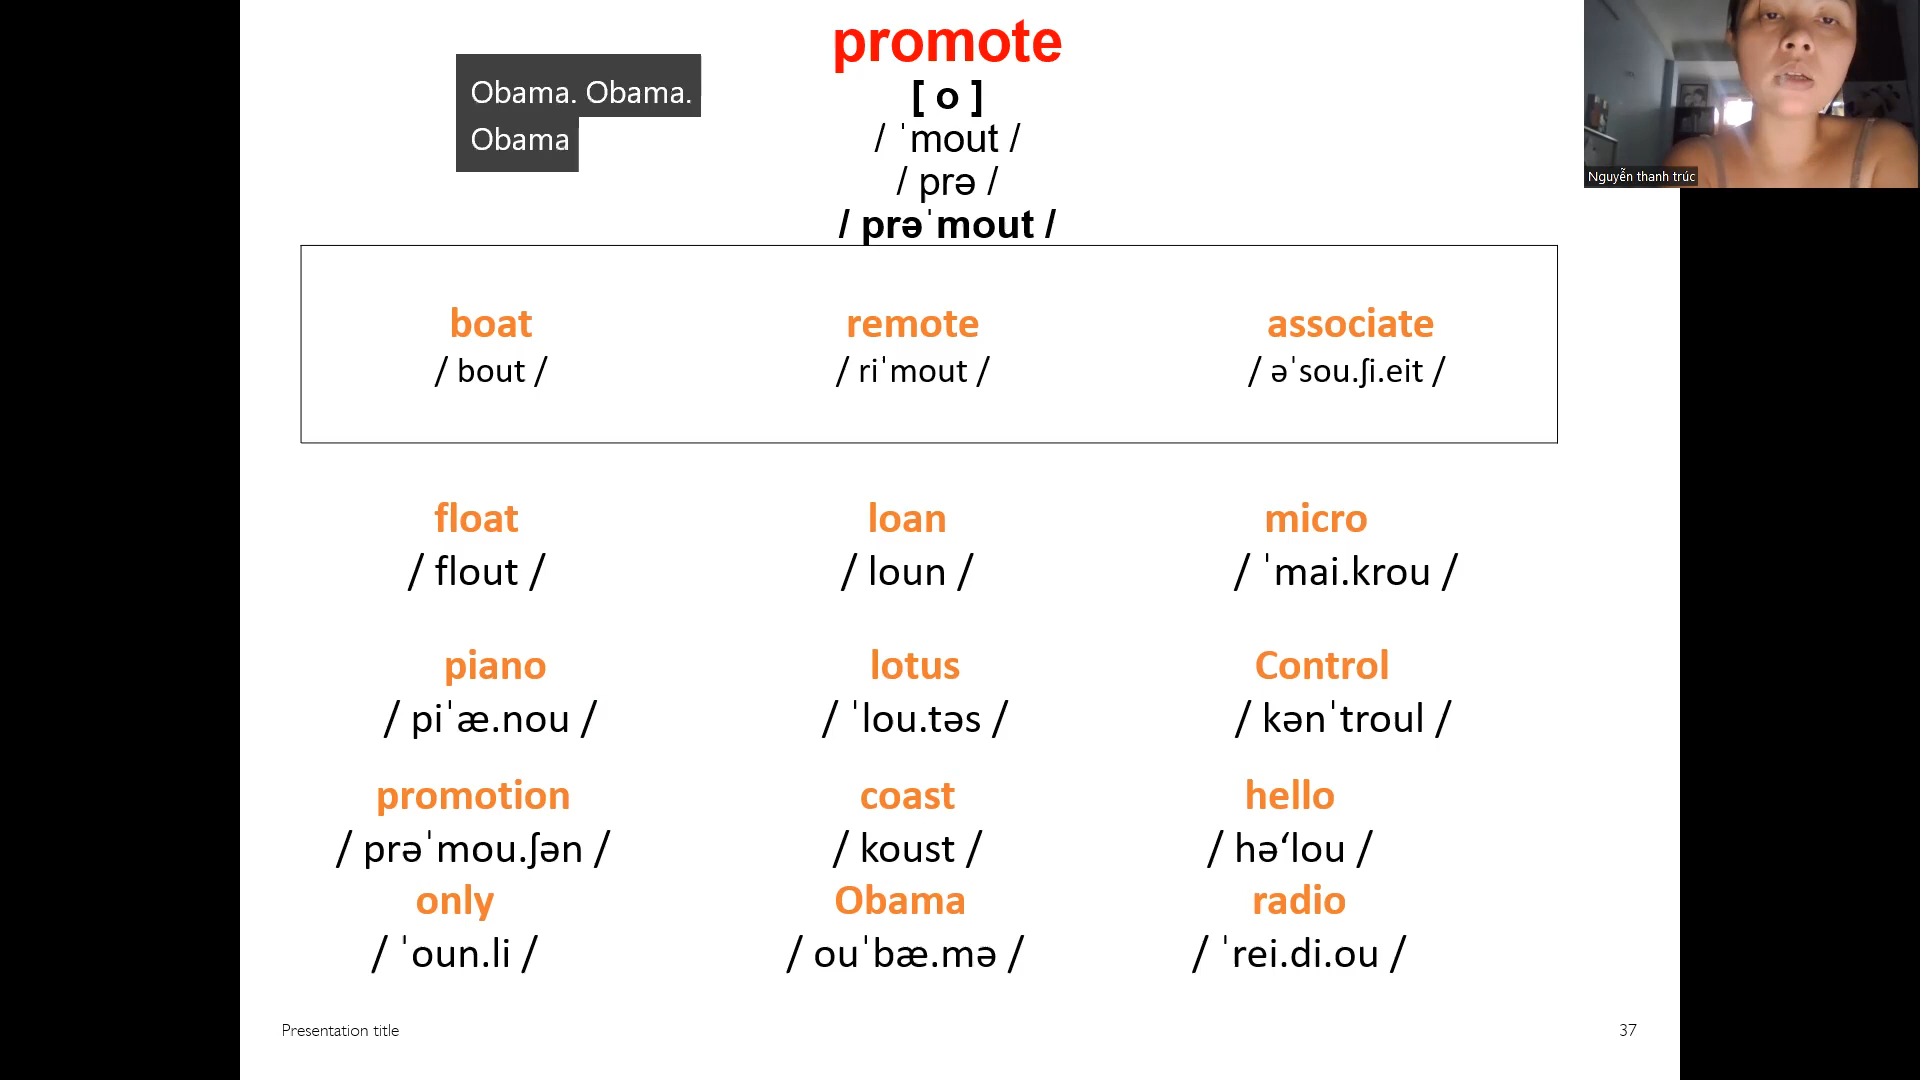 promote
[ o ]
/ ˈmout /
/ prə /
/ prəˈmout /
Obama. Obama.
Obama
Nguyễn thanh trúc
boat remote associate
/ bout / / riˈmout / / əˈsou.ʃi.eit /
float loan micro
/ flout / / loun / / ˈmai.krou /
piano lotus Control
/ piˈæ.nou / / ˈlou.təs / / kənˈtroul /
promotion coast hello
/ prəˈmou.ʃən / / koust / / hə‘lou /
only Obama radio
/ ˈoun.li / / ouˈbæ.mə / / ˈrei.di.ou /
Presentation title 37